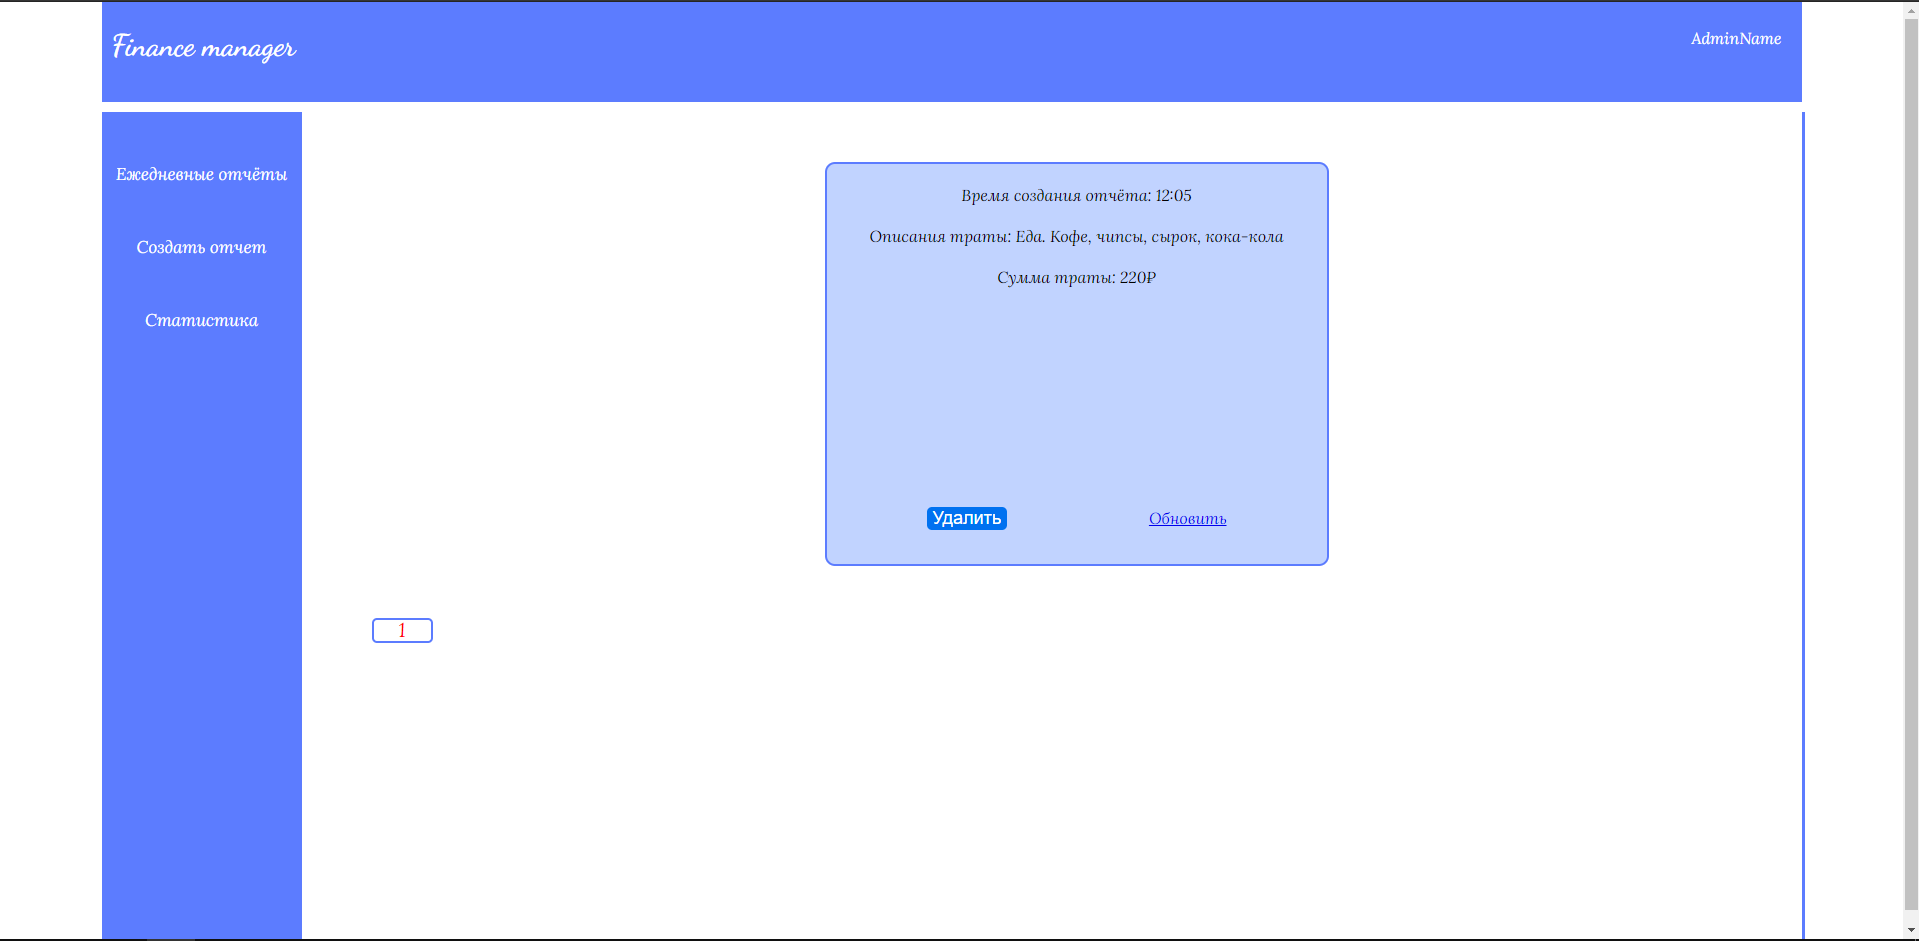 Finance manager
AdminName
Ежедневные отчёты
Создать отчет
Статистика
Время создания отчёта: 12:05
Описания траты: Еда. Кофе, чипсы, сырок, кока-кола
Сумма траты: 220₽
Удалить
Обновить
1